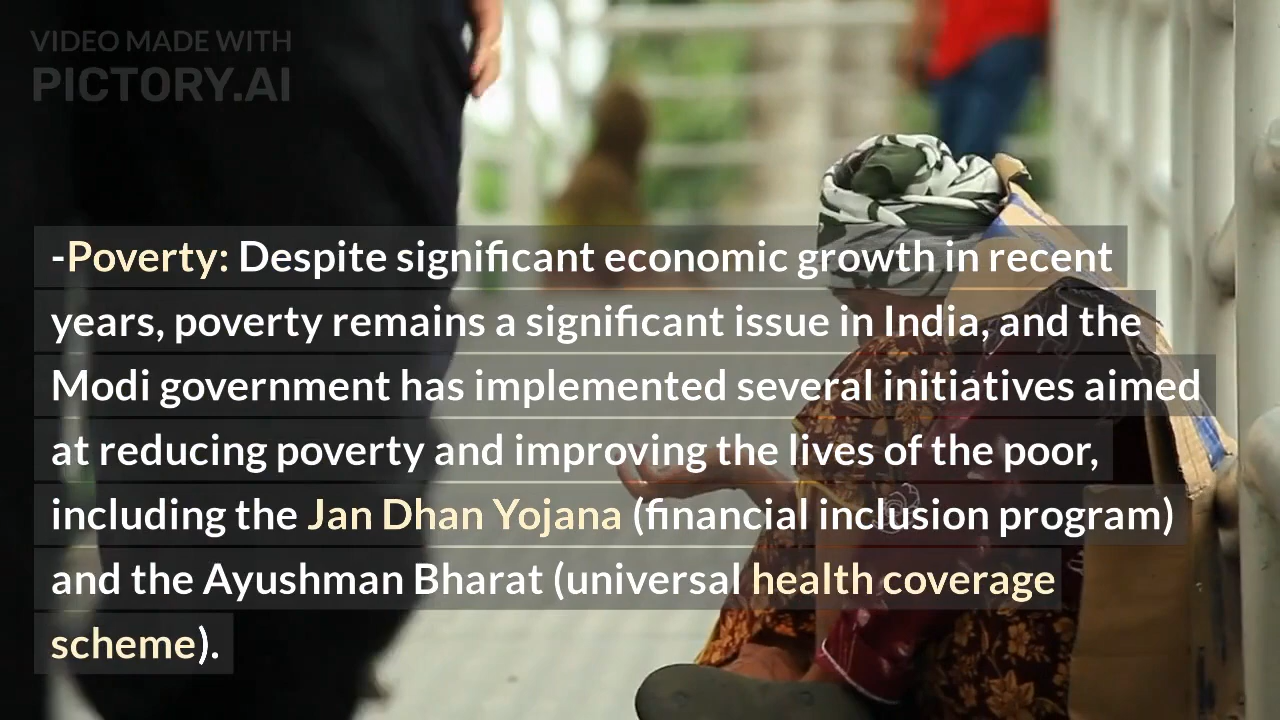 VIDEO MADE WITH
PICTORY.AI
-Poverty: Despite significant economic growth in recent
years, poverty remains a significant issue in India, and the
Modi government has implemented several initiatives aimed
at reducing poverty and improving the lives of the poor,
including the Jan Dhan Yojana (financial inclusion program)
and the Ayushman Bharat (universal health coverage
scheme).